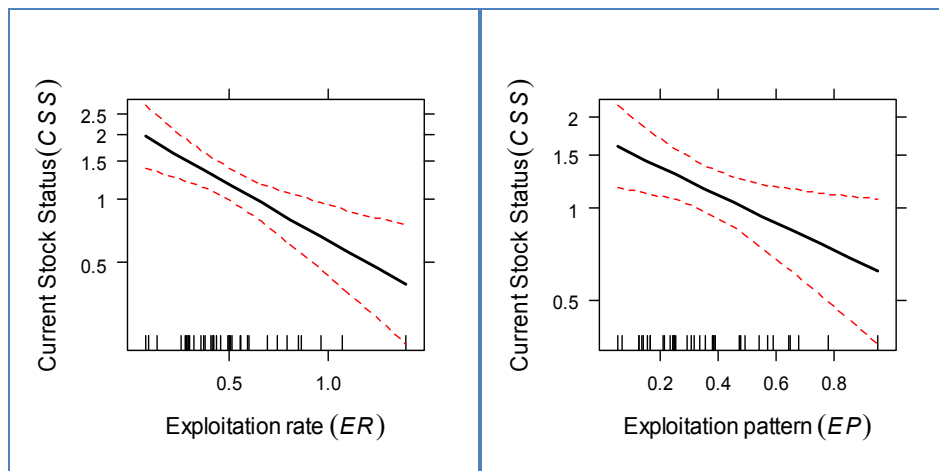 Current Stock Status (CSS)
2.5
2
1.5
1
0.5
0.5 1.0
Exploitation rate (ER)
Current Stock Status (CSS)
2
1.5
1
0.5
0.2 0.4 0.6 0.8
Exploitation pattern (EP)